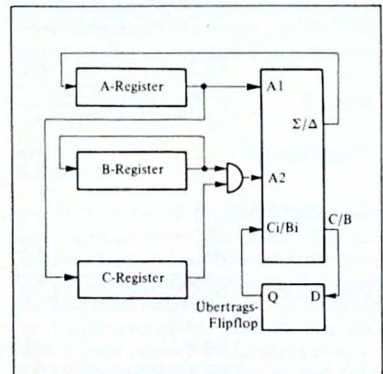 A-Register
A1
Σ/Δ
B-Register
A2
C/B
Ci/Bi
C-Register
Q
D
Übertrags-
Flipflop